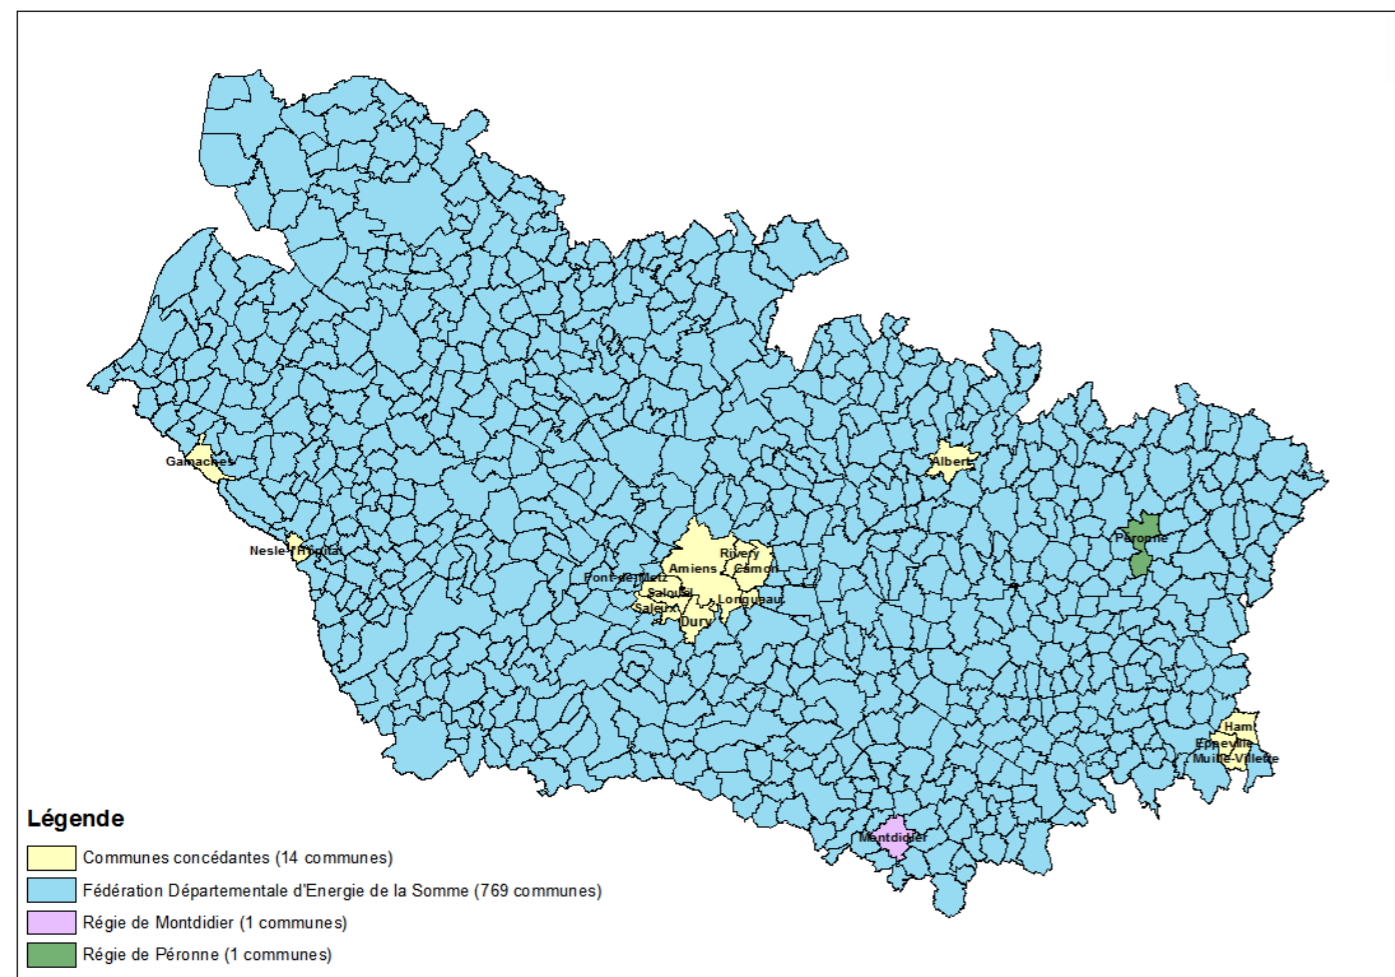 Gamaches
Albert
Péronne
Nesle-l'Hôpital
Rivery
Amiens
Camon
Pont-de-Metz
Salouël
Longueau
Saleux
Dury
Ham
Eppeville
Muille-Villette
Montdidier
Légende
Communes concédantes (14 communes)
Fédération Départementale d'Energie de la Somme (769 communes)
Régie de Montdidier (1 communes)
Régie de Péronne (1 communes)